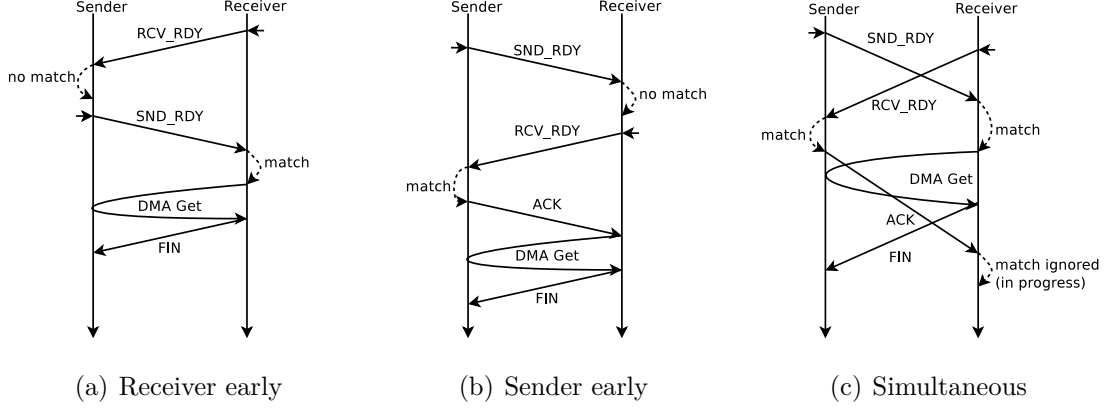 Sender Receiver
RCV_RDY
no match
SND_RDY
match
DMA Get
FIN
(a) Receiver early
Sender Receiver
SND_RDY
no match
RCV_RDY
match
ACK
DMA Get
FIN
(b) Sender early
Sender Receiver
SND_RDY
RCV_RDY
match
match
DMA Get
ACK
FIN
match ignored
(in progress)
(c) Simultaneous